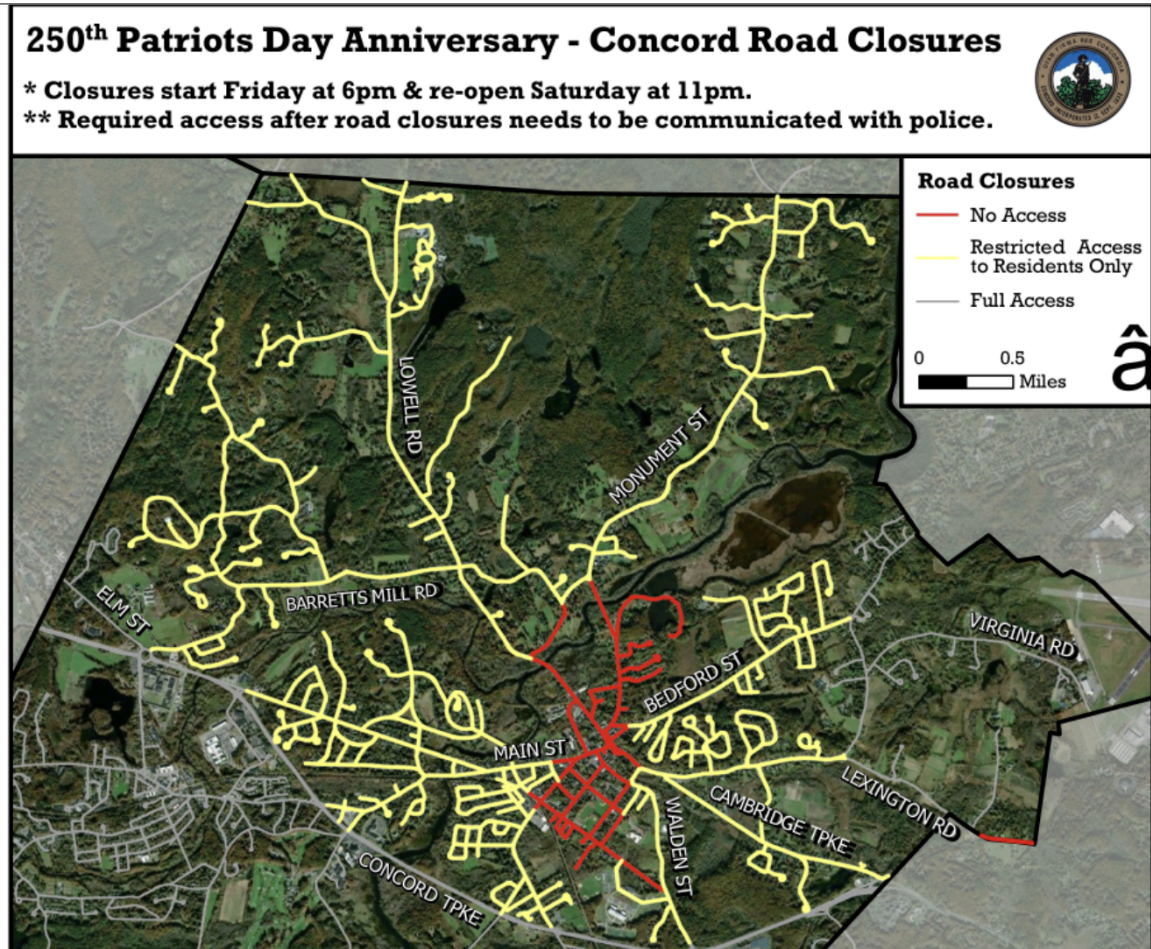 250th Patriots Day Anniversary - Concord Road Closures
* Closures start Friday at 6pm & re-open Saturday at 11pm.
** Required access after road closures needs to be communicated with police.
Road Closures
No Access
Restricted Access
to Residents Only
Full Access
0 0.5
Miles
â
LOWELL RD
MONUMENT ST
BARRETTS MILL RD
ELM ST
VIRGINIA RD
BEDFORD ST
MAIN ST
LEXINGTON RD
CAMBRIDGE TPKE
WALDEN ST
CONCORD TPKE